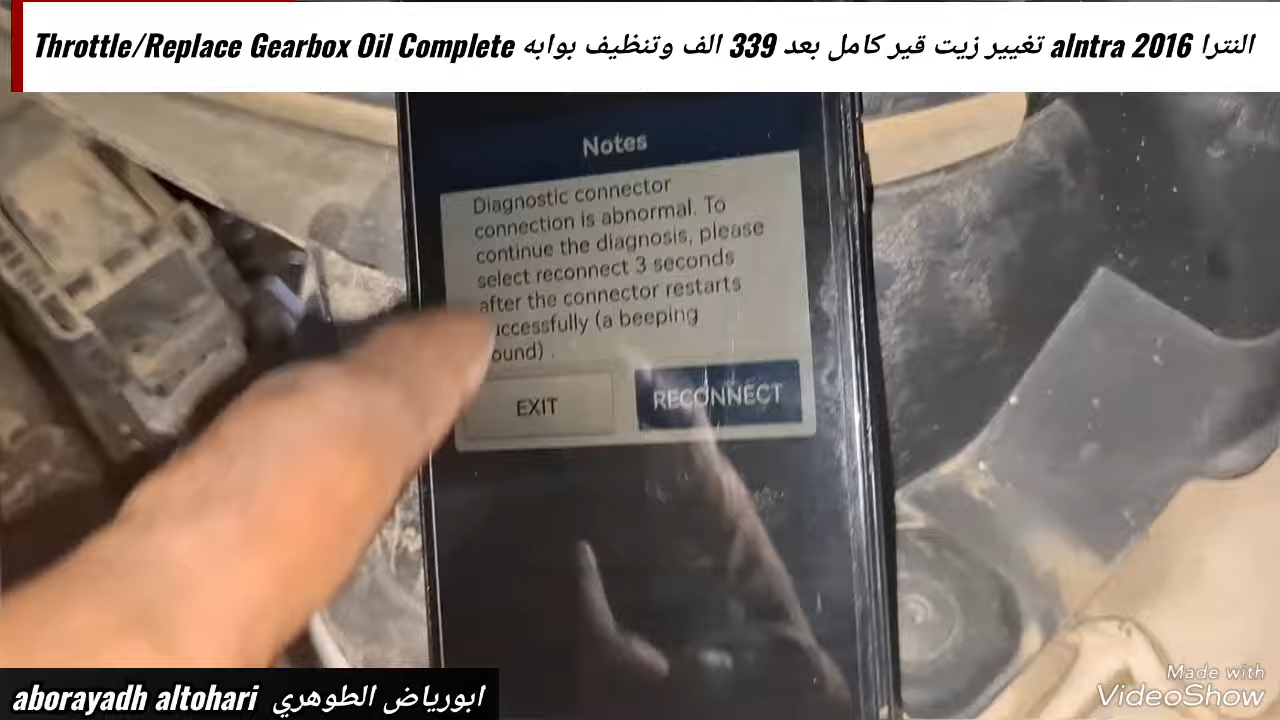 النترا alntra 2016 تغيير زيت قير كامل بعد 339 الف وتنظيف بوابه Throttle/Replace Gearbox Oil Complete
Notes
Diagnostic connector
connection is abnormal. To
continue the diagnosis, please
select reconnect 3 seconds
after the connector restarts
uccessfully (a beeping
ound) .
EXIT
RECONNECT
aborayadh altohari ابورياض الطوهري
Made with
VideoShow